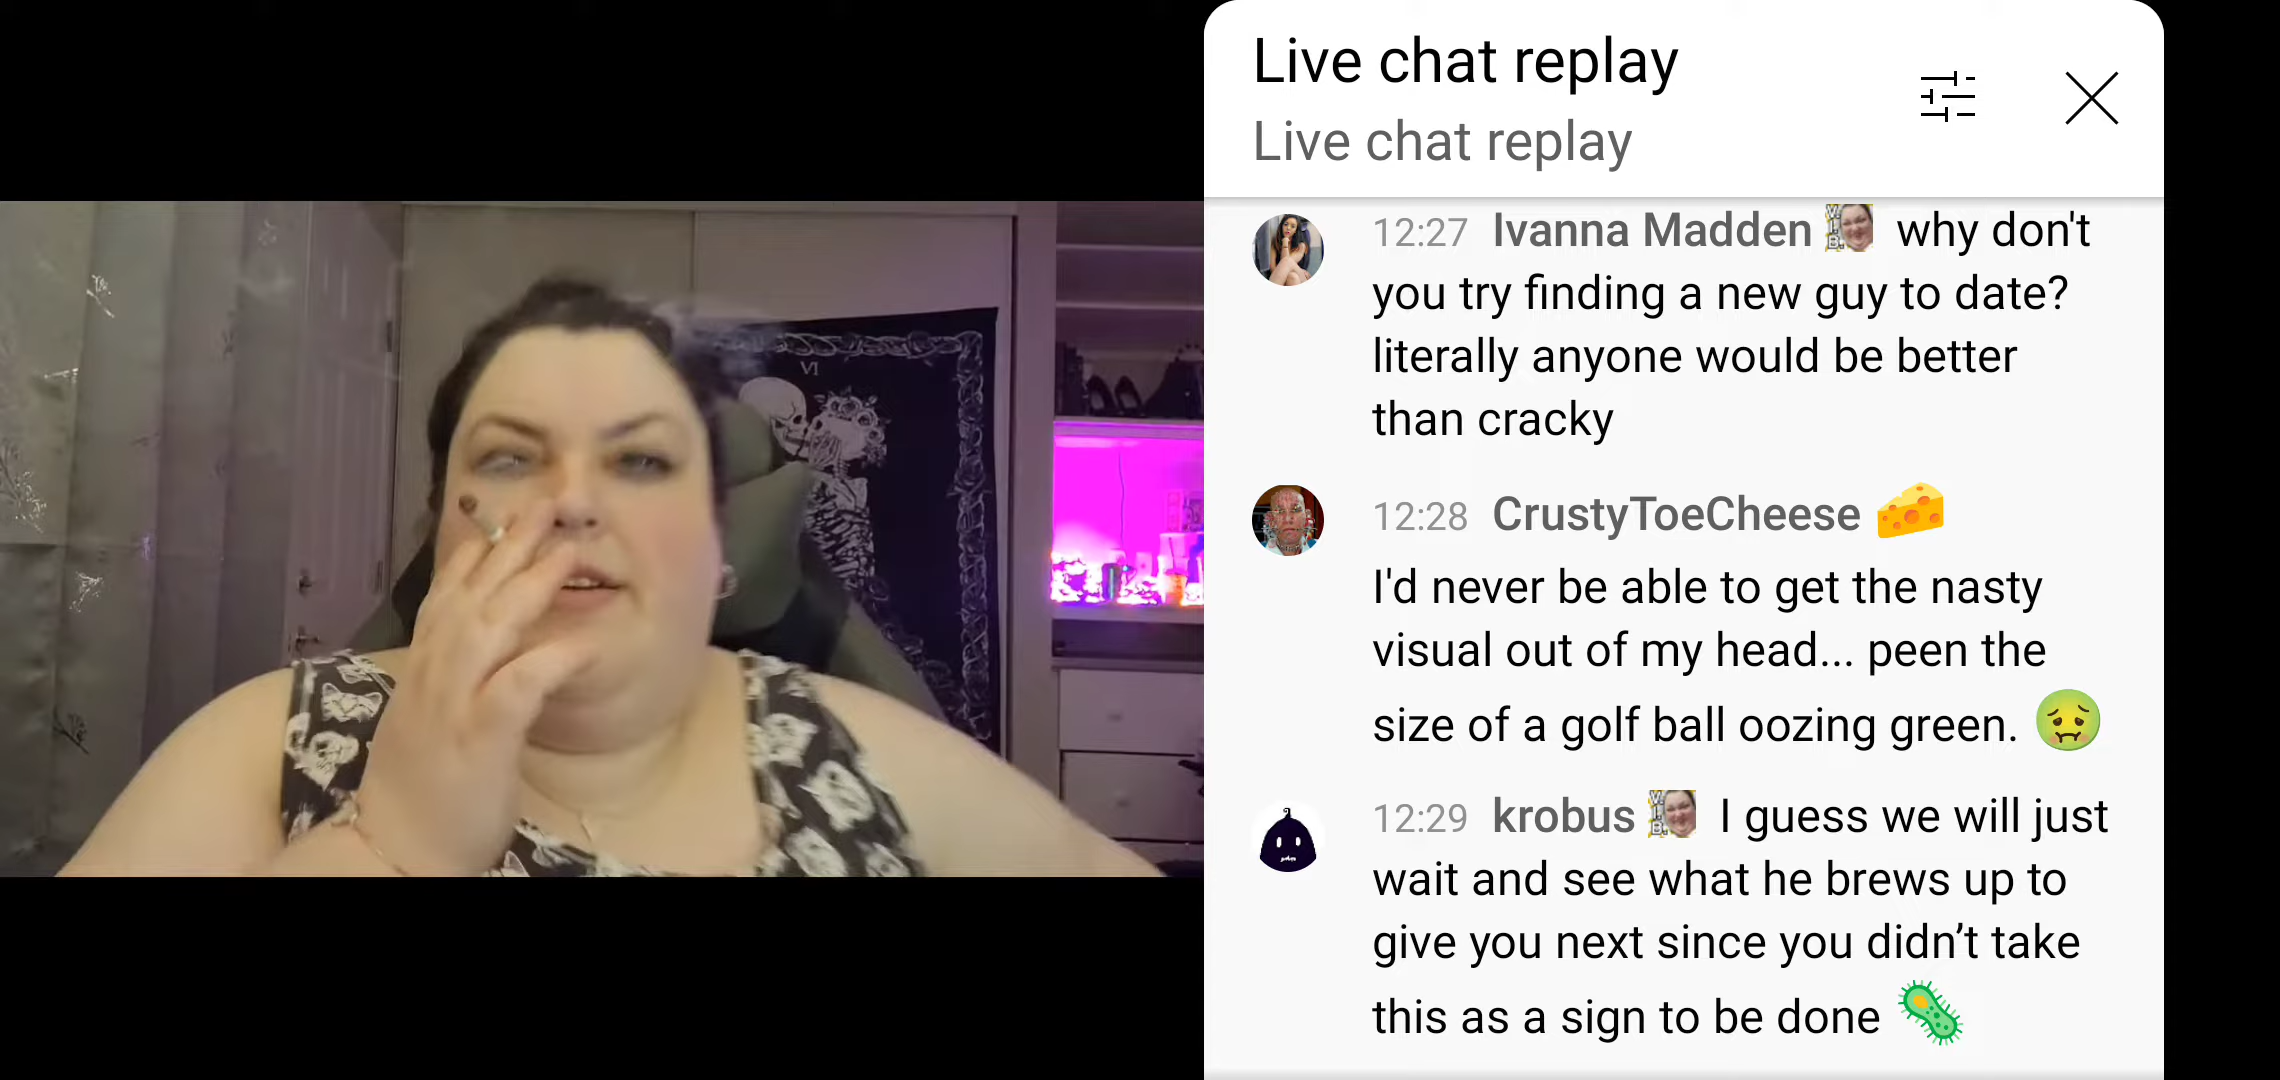 Live chat replay
Live chat replay
12:27 Ivanna Madden why don't
you try finding a new guy to date?
literally anyone would be better
than cracky
12:28 CrustyToeCheese 🧀
I'd never be able to get the nasty
visual out of my head... peen the
size of a golf ball oozing green. 🤢
12:29 krobus I guess we will just
wait and see what he brews up to
give you next since you didn’t take
this as a sign to be done 🦠
VI